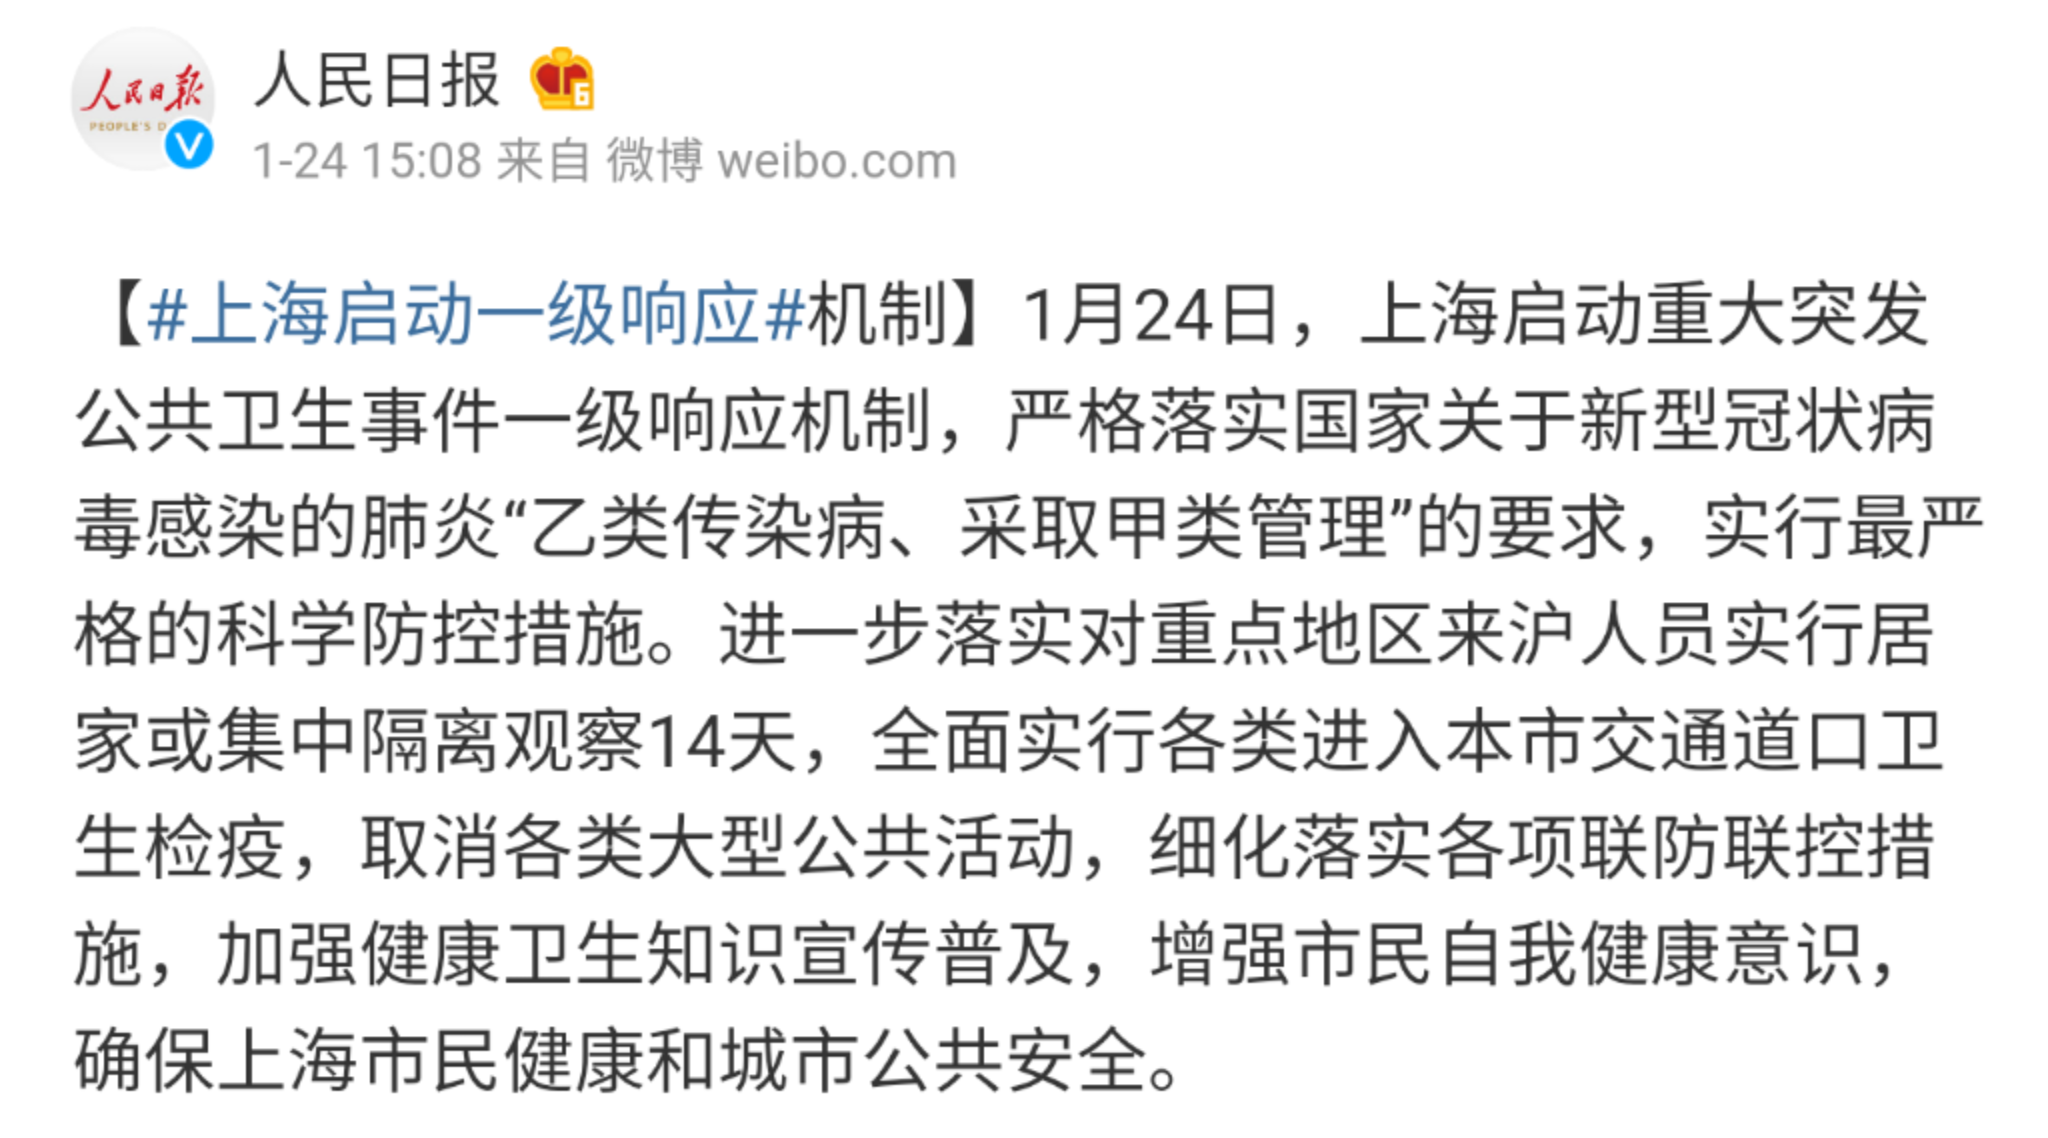 人民日报
PEOPLE'S D
人民日报 6
1-24 15:08 来自 微博 weibo.com
【#上海启动一级响应#机制】1月24日，上海启动重大突发
公共卫生事件一级响应机制，严格落实国家关于新型冠状病
毒感染的肺炎“乙类传染病、采取甲类管理”的要求，实行最严
格的科学防控措施。进一步落实对重点地区来沪人员实行居
家或集中隔离观察14天，全面实行各类进入本市交通道口卫
生检疫，取消各类大型公共活动，细化落实各项联防联控措
施，加强健康卫生知识宣传普及，增强市民自我健康意识，
确保上海市民健康和城市公共安全。